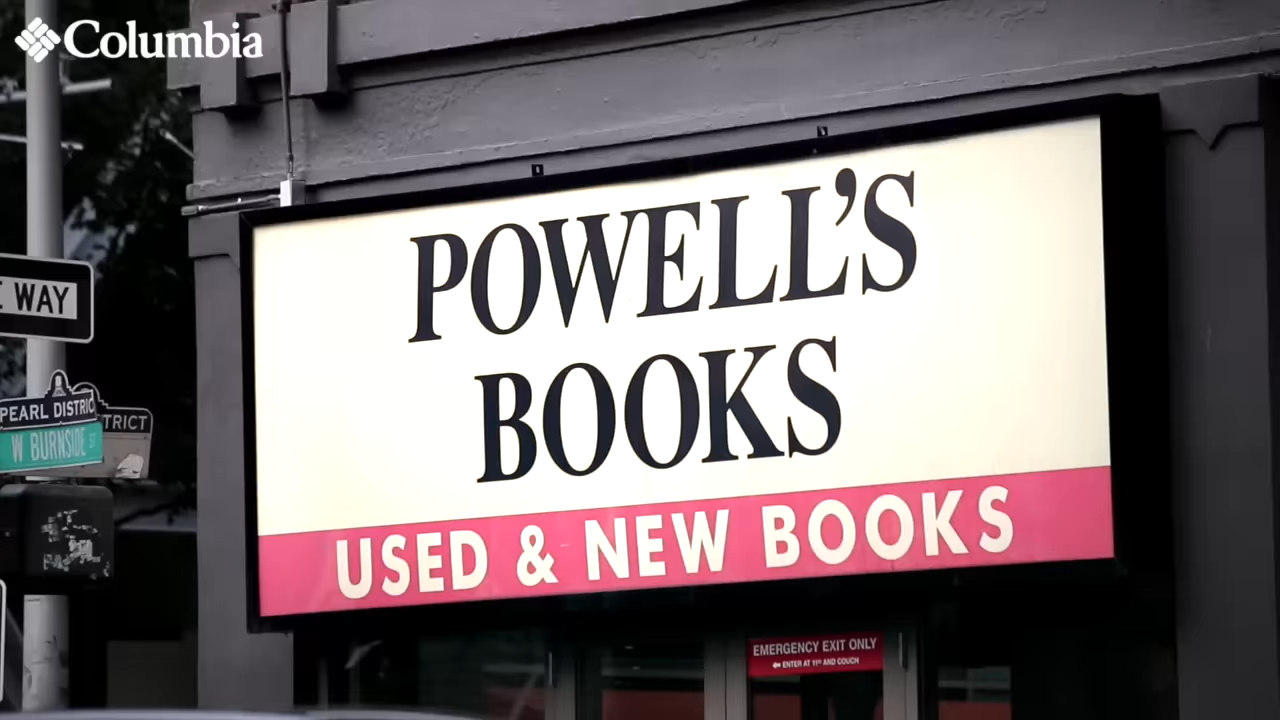 Columbia
POWELL'S
BOOKS
USED & NEW BOOKS
WAY
PEARL
W BURNSIDE ST
TRICT
EMERGENCY EXIT ONLY
ENTER AT 11TH AND COUCH